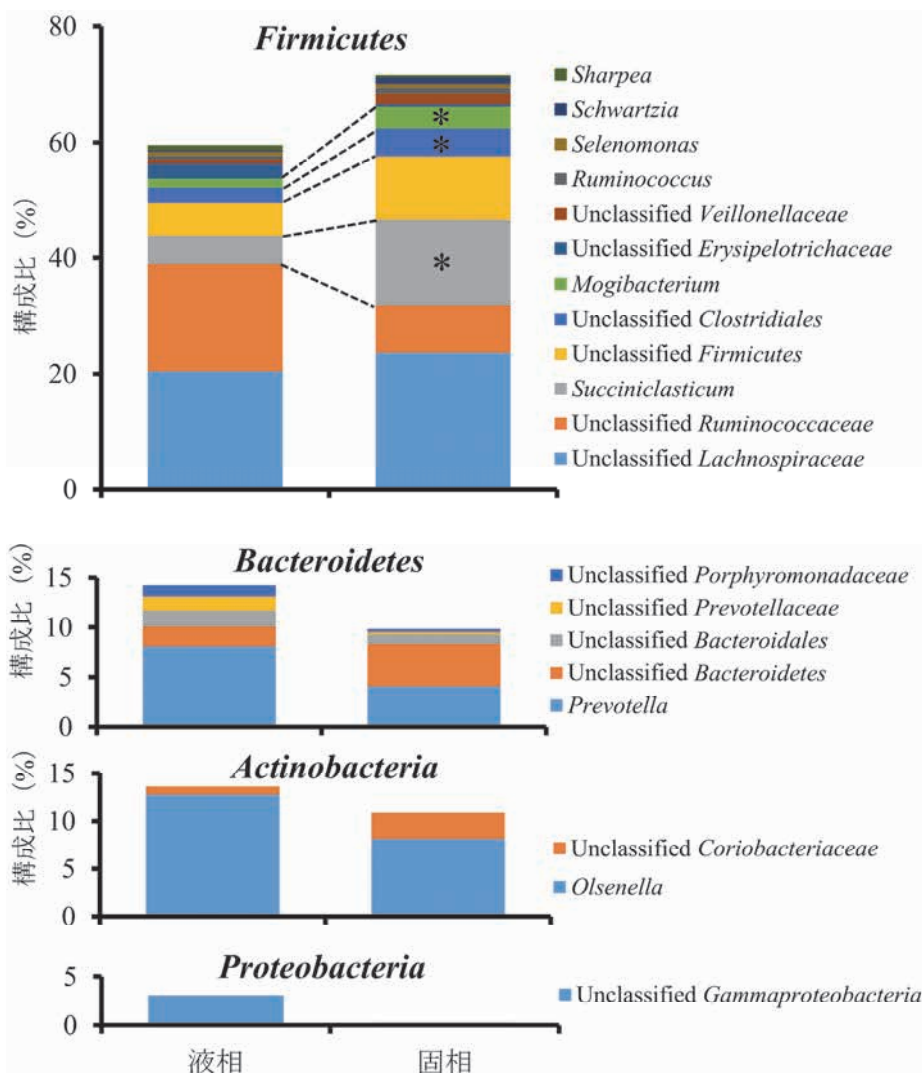 Firmicutes
構成比 (%)
80
60
40
20
0
*
*
*
Sharpea
Schwartzia
Selenomonas
Ruminococcus
Unclassified Veillonellaceae
Unclassified Erysipelotrichaceae
Mogibacterium
Unclassified Clostridiales
Unclassified Firmicutes
Succiniclasticum
Unclassified Ruminococcaceae
Unclassified Lachnospiraceae
Bacteroidetes
構成比 (%)
15
10
5
0
Unclassified Porphyromonadaceae
Unclassified Prevotellaceae
Unclassified Bacteroidales
Unclassified Bacteroidetes
Prevotella
Actinobacteria
構成比 (%)
15
10
5
0
Unclassified Coriobacteriaceae
Olsenella
Proteobacteria
5
0
Unclassified Gammaproteobacteria
液相
固相